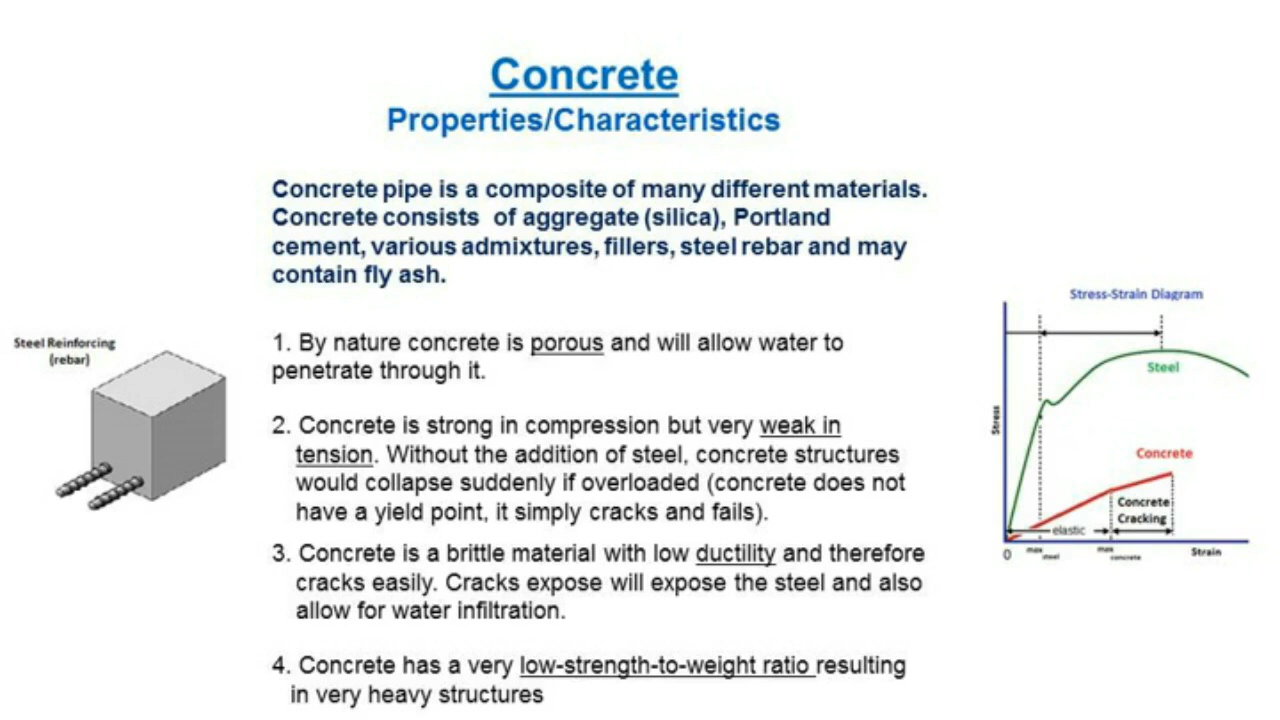 Concrete
Properties/Characteristics
Concrete pipe is a composite of many different materials.
Concrete consists of aggregate (silica), Portland
cement, various admixtures, fillers, steel rebar and may
contain fly ash.
Steel Reinforcing
(rebar)
1. By nature concrete is porous and will allow water to
penetrate through it.
2. Concrete is strong in compression but very weak in
tension. Without the addition of steel, concrete structures
would collapse suddenly if overloaded (concrete does not
have a yield point, it simply cracks and fails).
3. Concrete is a brittle material with low ductility and therefore
cracks easily. Cracks expose will expose the steel and also
allow for water infiltration.
4. Concrete has a very low-strength-to-weight ratio resulting
in very heavy structures
Stress-Strain Diagram
Steel
Stress
Concrete
Concrete
Cracking
elastic
0
max
steel
max
concrete
Strain